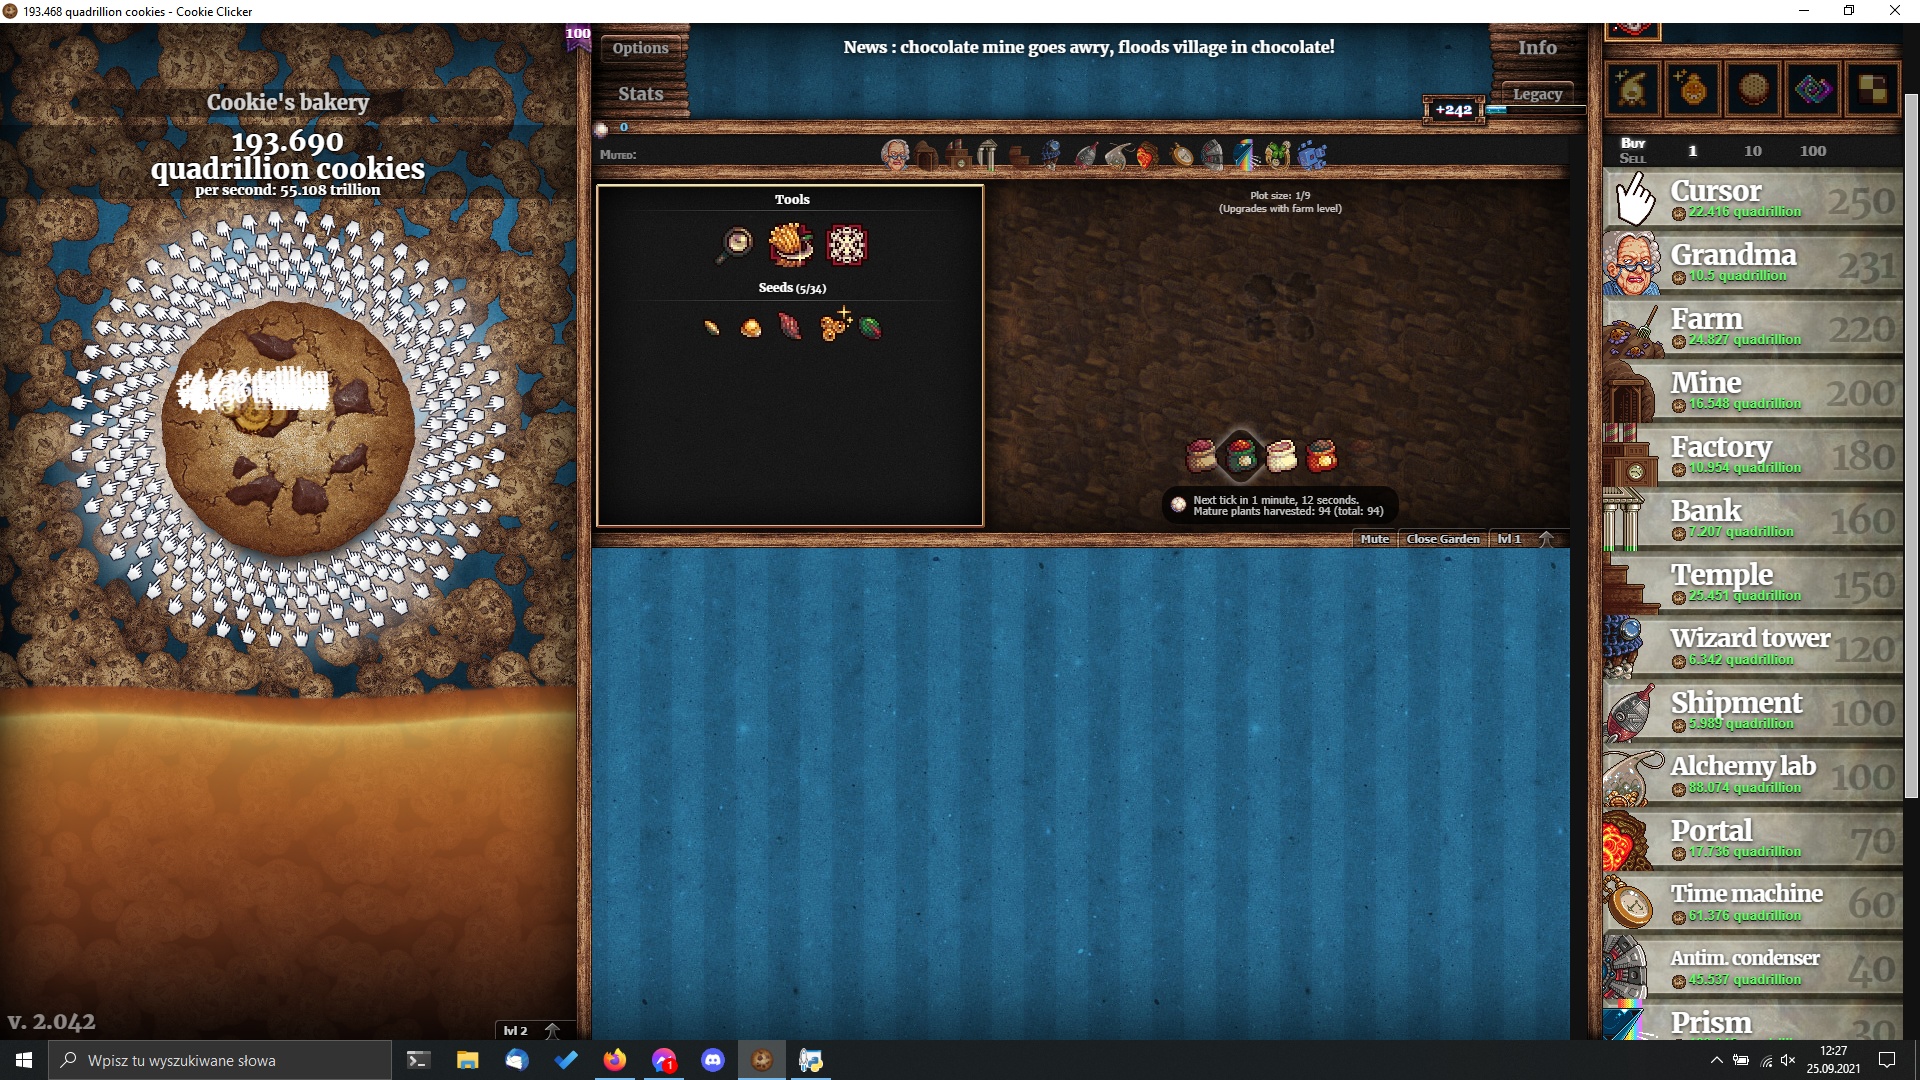 193.468 quadrillion cookies - Cookie Clicker
100
Options
Stats
News : chocolate mine goes awry, floods village in chocolate!
Info
Legacy
+242
Cookie's bakery
193.690
quadrillion cookies
per second: 55.108 trillion
0
Muted:
Tools
Seeds (5/34)
Plot size: 1/9
(Upgrades with farm level)
Next tick in 1 minute, 12 seconds.
Mature plants harvested: 94 (total: 94)
Mute
Close Garden
lvl 1
Buy
Sell
1
10
100
Cursor
22.416 quadrillion
250
Grandma
10.5 quadrillion
231
Farm
24.827 quadrillion
220
Mine
16.548 quadrillion
200
Factory
10.954 quadrillion
180
Bank
7.207 quadrillion
160
Temple
25.451 quadrillion
150
Wizard tower
6.342 quadrillion
120
Shipment
5.989 quadrillion
100
Alchemy lab
88.074 quadrillion
100
Portal
17.736 quadrillion
70
Time machine
61.376 quadrillion
60
Antim. condenser
45.537 quadrillion
40
Prism
30
trillion
v. 2.042
lvl 2
Wpisz tu wyszukiwane słowa
1
12:27
25.09.2021